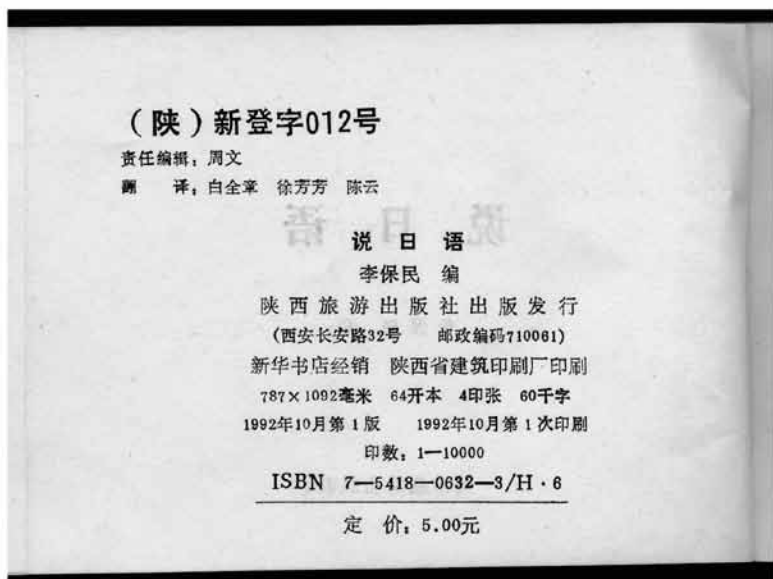 （陕）新登字012号
责任编辑：周文
翻　译：白全章　徐芳芳　陈云
说日语
李保民　编
陕西旅游出版社出版发行
（西安长安路32号　邮政编码710061）
新华书店经销　陕西省建筑印刷厂印刷
787×1092毫米　64开本　4印张　60千字
1992年10月第1版　1992年10月第1次印刷
印数：1—10000
ISBN 7—5418—0632—3/H·6
定　价：5.00元